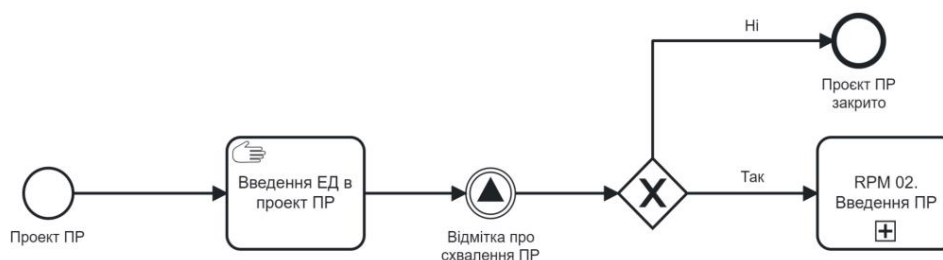 Ні
Проєкт ПР
закрито
Введення ЕД в
проект ПР
Так
RPM 02.
Введення ПР
Проект ПР
Відмітка про
схвалення ПР